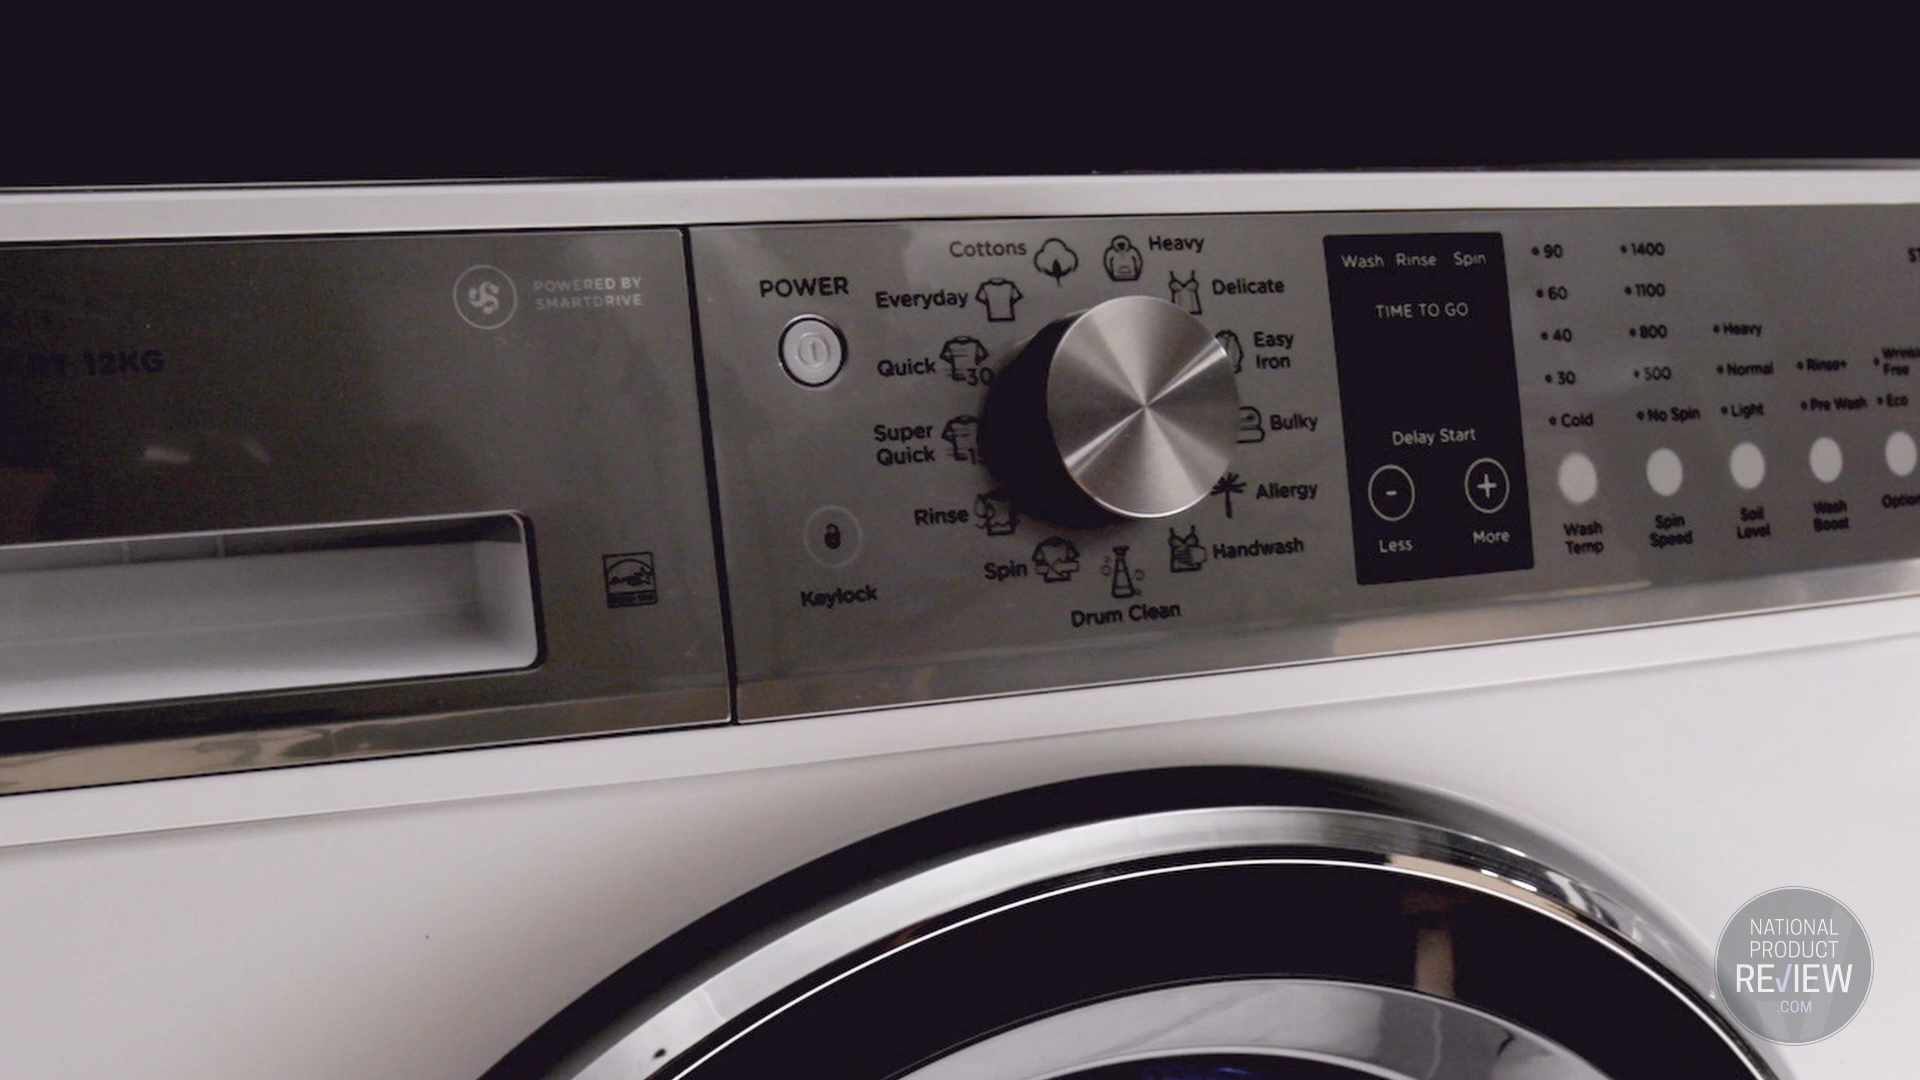 POWERED BY
SMARTDRIVE
12KG
POWER
Keylock
Cottons
Everyday
Quick
30
Super
Quick
Rinse
Spin
Drum Clean
Heavy
Delicate
Easy
Iron
Bulky
Allergy
Handwash
Wash Rinse Spin
TIME TO GO
Delay Start
- +
Less More
90
60
40
30
Cold
Wash
Temp
1400
1100
800
500
No Spin
Spin
Speed
Heavy
Normal
Light
Soil
Level
Rinse+
Pre Wash
Wash
Boost
Free
Eco
NATIONAL
PRODUCT
REVIEW
.COM